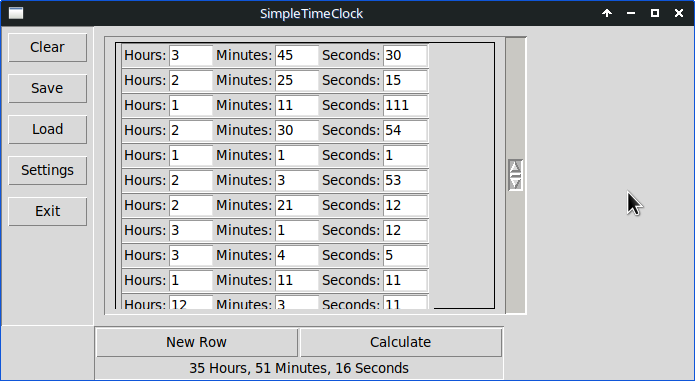 SimpleTimeClock
Clear
Save
Load
Settings
Exit
Hours: 3 Minutes: 45 Seconds: 30
Hours: 2 Minutes: 25 Seconds: 15
Hours: 1 Minutes: 11 Seconds: 111
Hours: 2 Minutes: 30 Seconds: 54
Hours: 1 Minutes: 1 Seconds: 1
Hours: 2 Minutes: 3 Seconds: 53
Hours: 2 Minutes: 21 Seconds: 12
Hours: 3 Minutes: 1 Seconds: 12
Hours: 3 Minutes: 4 Seconds: 5
Hours: 1 Minutes: 11 Seconds: 11
Hours: 12 Minutes: 3 Seconds: 11
New Row Calculate
35 Hours, 51 Minutes, 16 Seconds